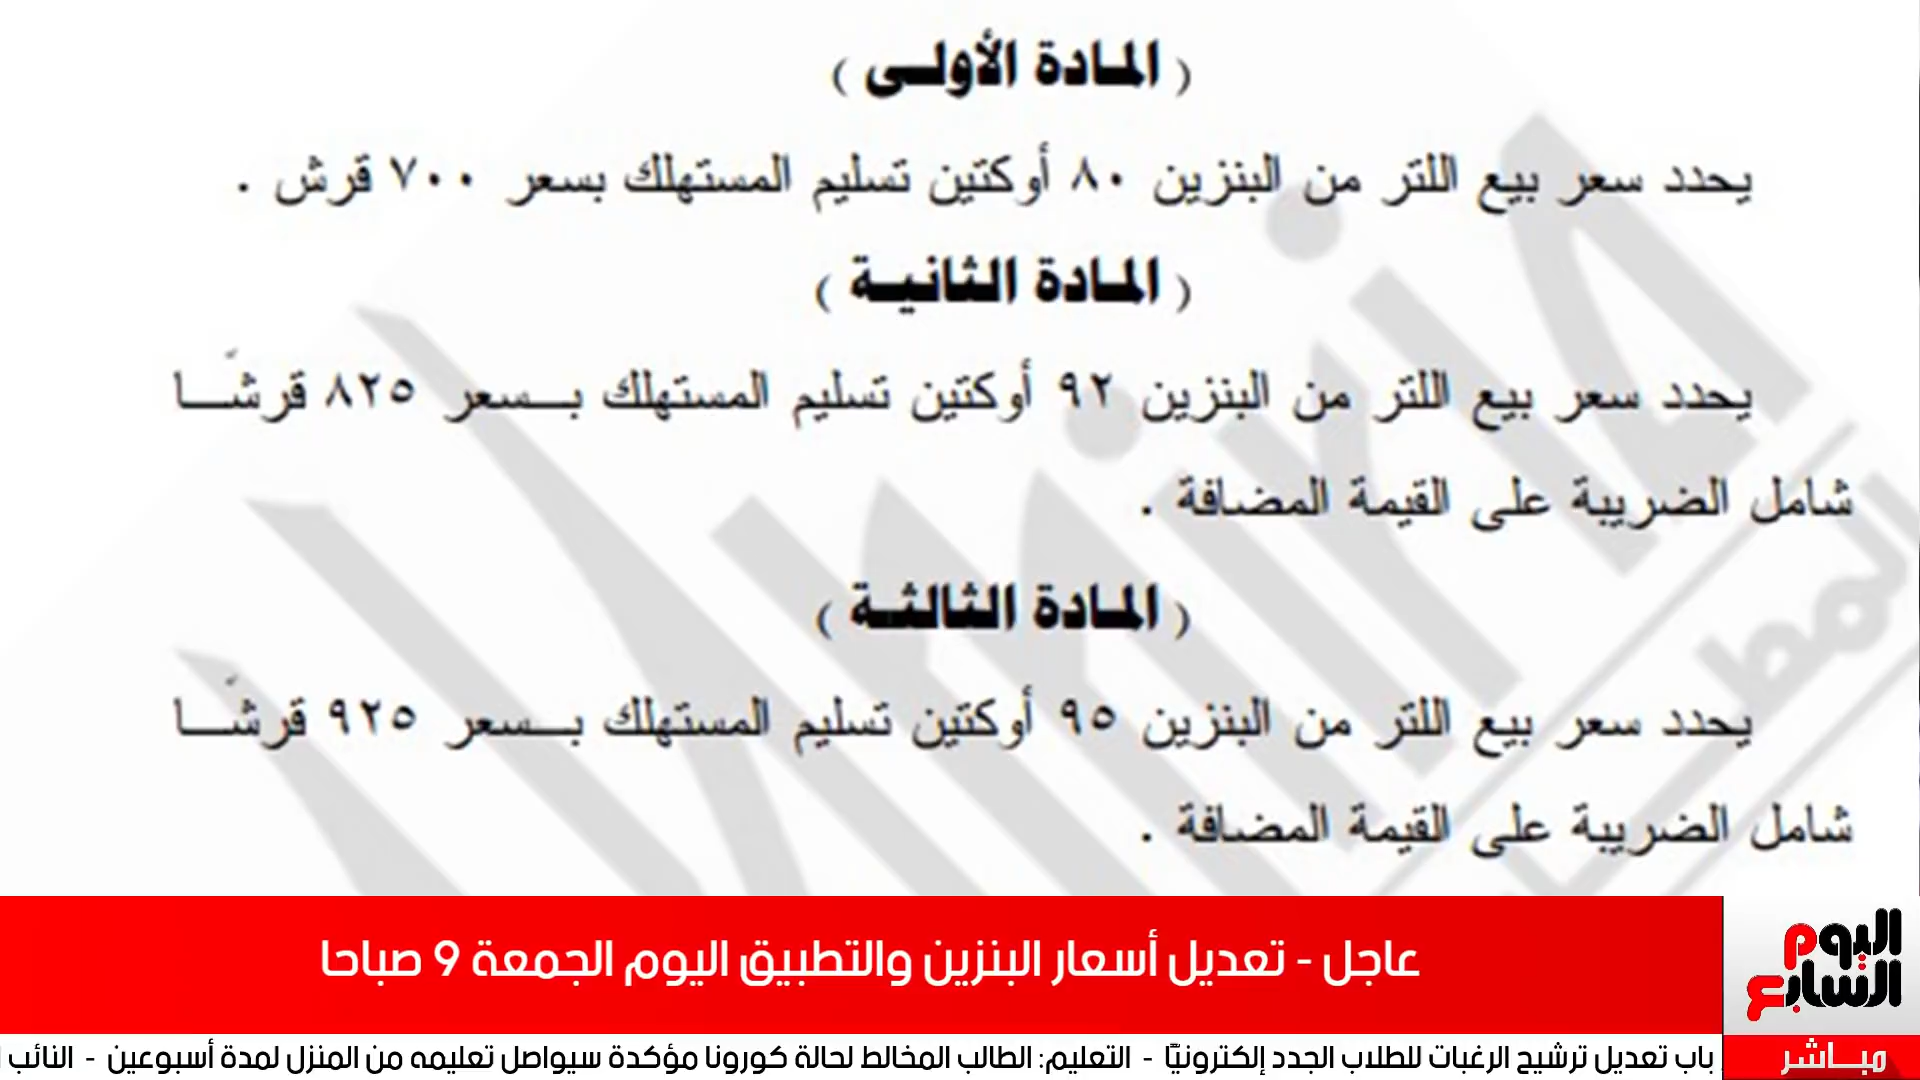 ( المادة الأولى )
يحدد سعر بيع اللتر من البنزين ٨٠ أوكتين تسليم المستهلك بسعر ٧٠٠ قرش .
( المادة الثانية )
يحدد سعر بيع اللتر من البنزين ٩٢ أوكتين تسليم المستهلك بسعر ٨٢٥ قرشًا
شامل الضريبة على القيمة المضافة .
( المادة الثالثة )
يحدد سعر بيع اللتر من البنزين ٩٥ أوكتين تسليم المستهلك بسعر ٩٢٥ قرشًا
شامل الضريبة على القيمة المضافة .
عاجل - تعديل أسعار البنزين والتطبيق اليوم الجمعة 9 صباحا
اليوم
السابع
مباشر
باب تعديل ترشيح الرغبات للطلاب الجدد إلكترونيًّا - التعليم: الطالب المخالط لحالة كورونا مؤكدة سيواصل تعليمه من المنزل لمدة أسبوعين - النائب